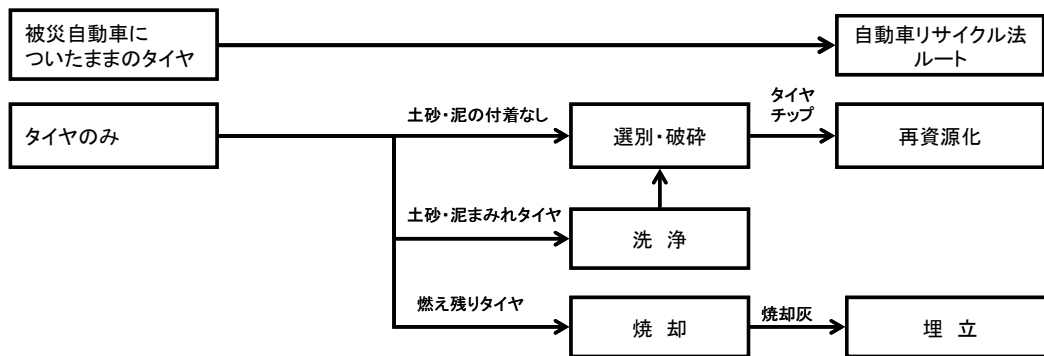 被災自動車に
ついたままのタイヤ
自動車リサイクル法
ルート
タイヤのみ
土砂・泥の付着なし
選別・破砕
タイヤ
チップ
再資源化
土砂・泥まみれタイヤ
洗 浄
燃え残りタイヤ
焼 却
焼却灰
埋 立